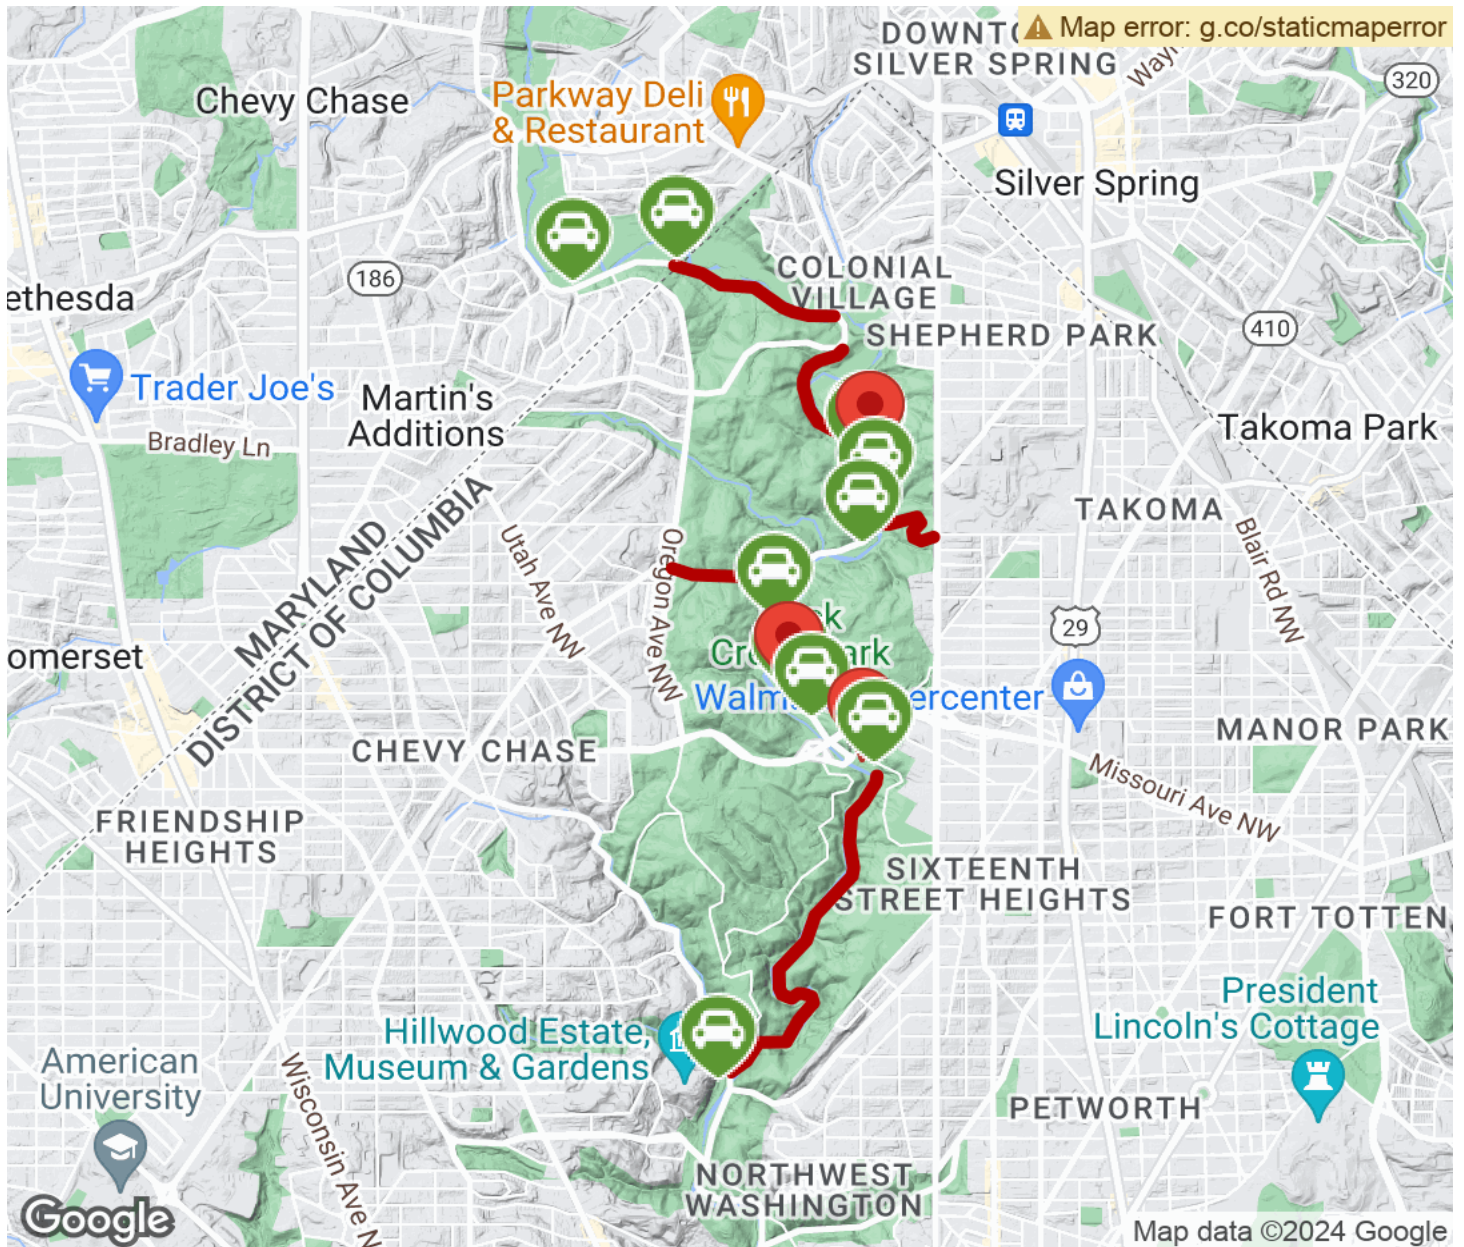 DOWNTO
SILVER SPRING
Map error: g.co/staticmaperror
320
Chevy Chase
Parkway Deli
& Restaurant
Silver Spring
186
COLONIAL
VILLAGE
ethesda
SHEPHERD PARK
410
Trader Joe's
Martin's
Additions
Bradley Ln
Takoma Park
TAKOMA
MARYLAND
DISTRICT OF COLUMBIA
Utah Ave NW
Oregon Ave NW
Blair Rd NW
29
omerset
Cr
ark
Walm
ercenter
MANOR PARK
CHEVY CHASE
Missouri Ave NW
FRIENDSHIP
HEIGHTS
SIXTEENTH
STREET HEIGHTS
FORT TOTTEN
President
Lincoln's Cottage
Hillwood Estate,
Museum & Gardens
American
University
Wisconsin Ave N
PETWORTH
NORTHWEST
WASHINGTON
Google
Map data ©2024 Google